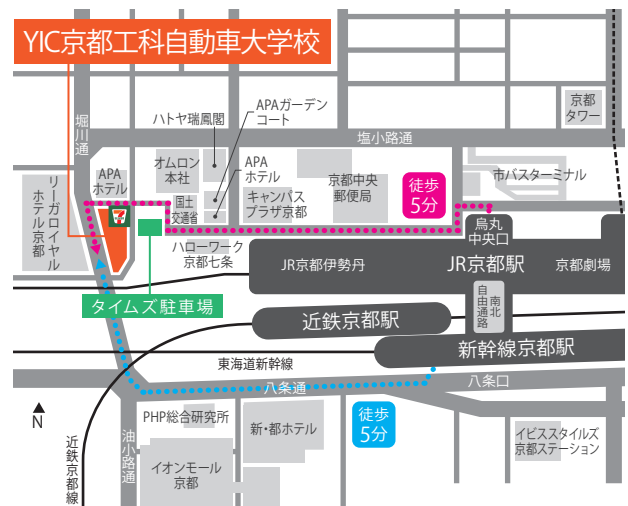 YIC京都工科自動車大学校
堀川通
ハトヤ瑞鳳閣
APAガーデン
コート
塩小路通
京都
タワー
リーガロイヤル
ホテル京都
APA
ホテル
オムロン
本社
国土
交通省
APA
ホテル
キャンパス
プラザ京都
京都中央
郵便局
徒歩
5分
市バスターミナル
烏丸
中央口
ハローワーク
京都七条
JR京都伊勢丹
JR京都駅
京都劇場
タイムズ駐車場
南北
自由通路
近鉄京都駅
新幹線京都駅
東海道新幹線
八条通
八条口
N
PHP総合研究所
新・都ホテル
徒歩
5分
イビススタイルズ
京都ステーション
油小路通
近鉄京都線
イオンモール
京都